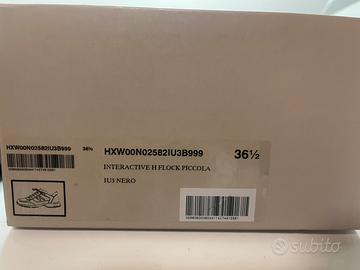 HXW00N02582IU3B999 36½
HXW00N02582IU3B999 36½
INTERACTIVE H FLOCK PICCOLA
IU3 NERO
subito